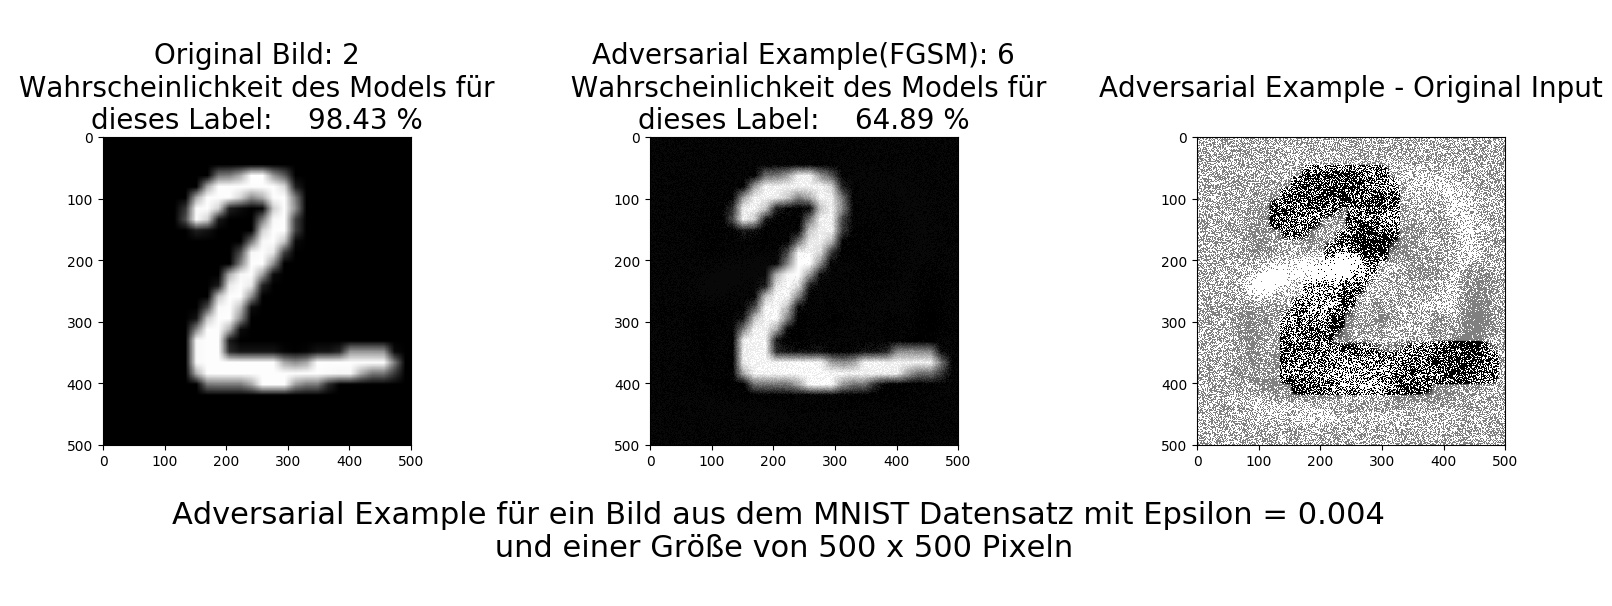 Original Bild: 2
Wahrscheinlichkeit des Models für
dieses Label: 98.43 %
Adversarial Example(FGSM): 6
Wahrscheinlichkeit des Models für
dieses Label: 64.89 %
Adversarial Example - Original Input
0
100
200
300
400
500
0 100 200 300 400 500
0
100
200
300
400
500
0 100 200 300 400 500
0
100
200
300
400
500
0 100 200 300 400 500
2
2
Adversarial Example für ein Bild aus dem MNIST Datensatz mit Epsilon = 0.004
und einer Größe von 500 x 500 Pixeln